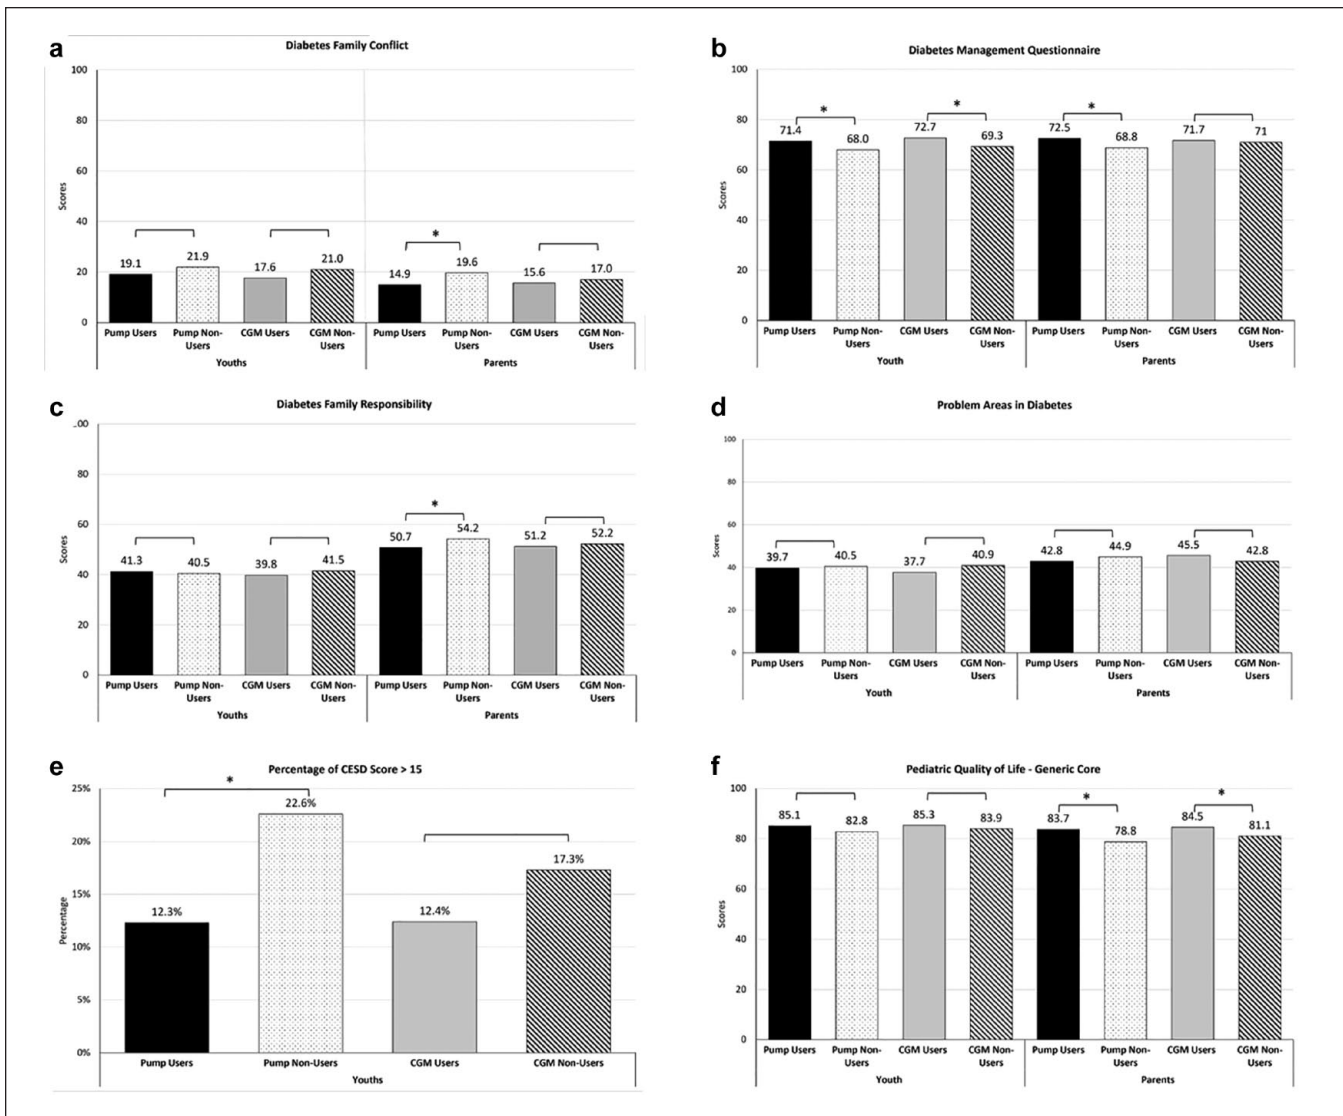 a
Diabetes Family Conflict
100
80
60
40
20
0
Scores
19.1
21.9
17.6
21.0
*
14.9
19.6
15.6
17.0
Pump Users Pump Non- CGM Users CGM Non- Pump Users Pump Non- CGM Users CGM Non-
Users Users Users Users
Youths Parents
b
Diabetes Management Questionnaire
100
80
60
40
20
0
Scores
*
71.4
68.0
*
72.7
69.3
*
72.5
68.8
71.7
71
Pump Users Pump Non- CGM Users CGM Non- Pump Users Pump Non- CGM Users CGM Non-
Users Users Users Users
Youth Parents
c
Diabetes Family Responsibility
.00
80
60
40
20
0
Scores
41.3
40.5
39.8
41.5
*
50.7
54.2
51.2
52.2
Pump Users Pump Non- CGM Users CGM Non- Pump Users Pump Non- CGM Users CGM Non-
Users Users Users Users
Youths Parents
d
Problem Areas in Diabetes
100
80
60
40
20
0
Scores
39.7
40.5
37.7
40.9
42.8
44.9
45.5
42.8
Pump Users Pump Non- CGM Users CGM Non- Pump Users Pump Non- CGM Users CGM Non-
Users Users Users Users
Youth Parents
e
Percentage of CESD Score > 15
25%
20%
15%
10%
5%
0%
Percentage
*
12.3%
22.6%
12.4%
17.3%
Pump Users Pump Non-Users CGM Users CGM Non-Users
Youths
f
Pediatric Quality of Life - Generic Core
100
80
60
40
20
0
Scores
85.1
82.8
85.3
83.9
*
83.7
78.8
*
84.5
81.1
Pump Users Pump Non- CGM Users CGM Non- Pump Users Pump Non- CGM Users CGM Non-
Users Users Users Users
Youth Parents